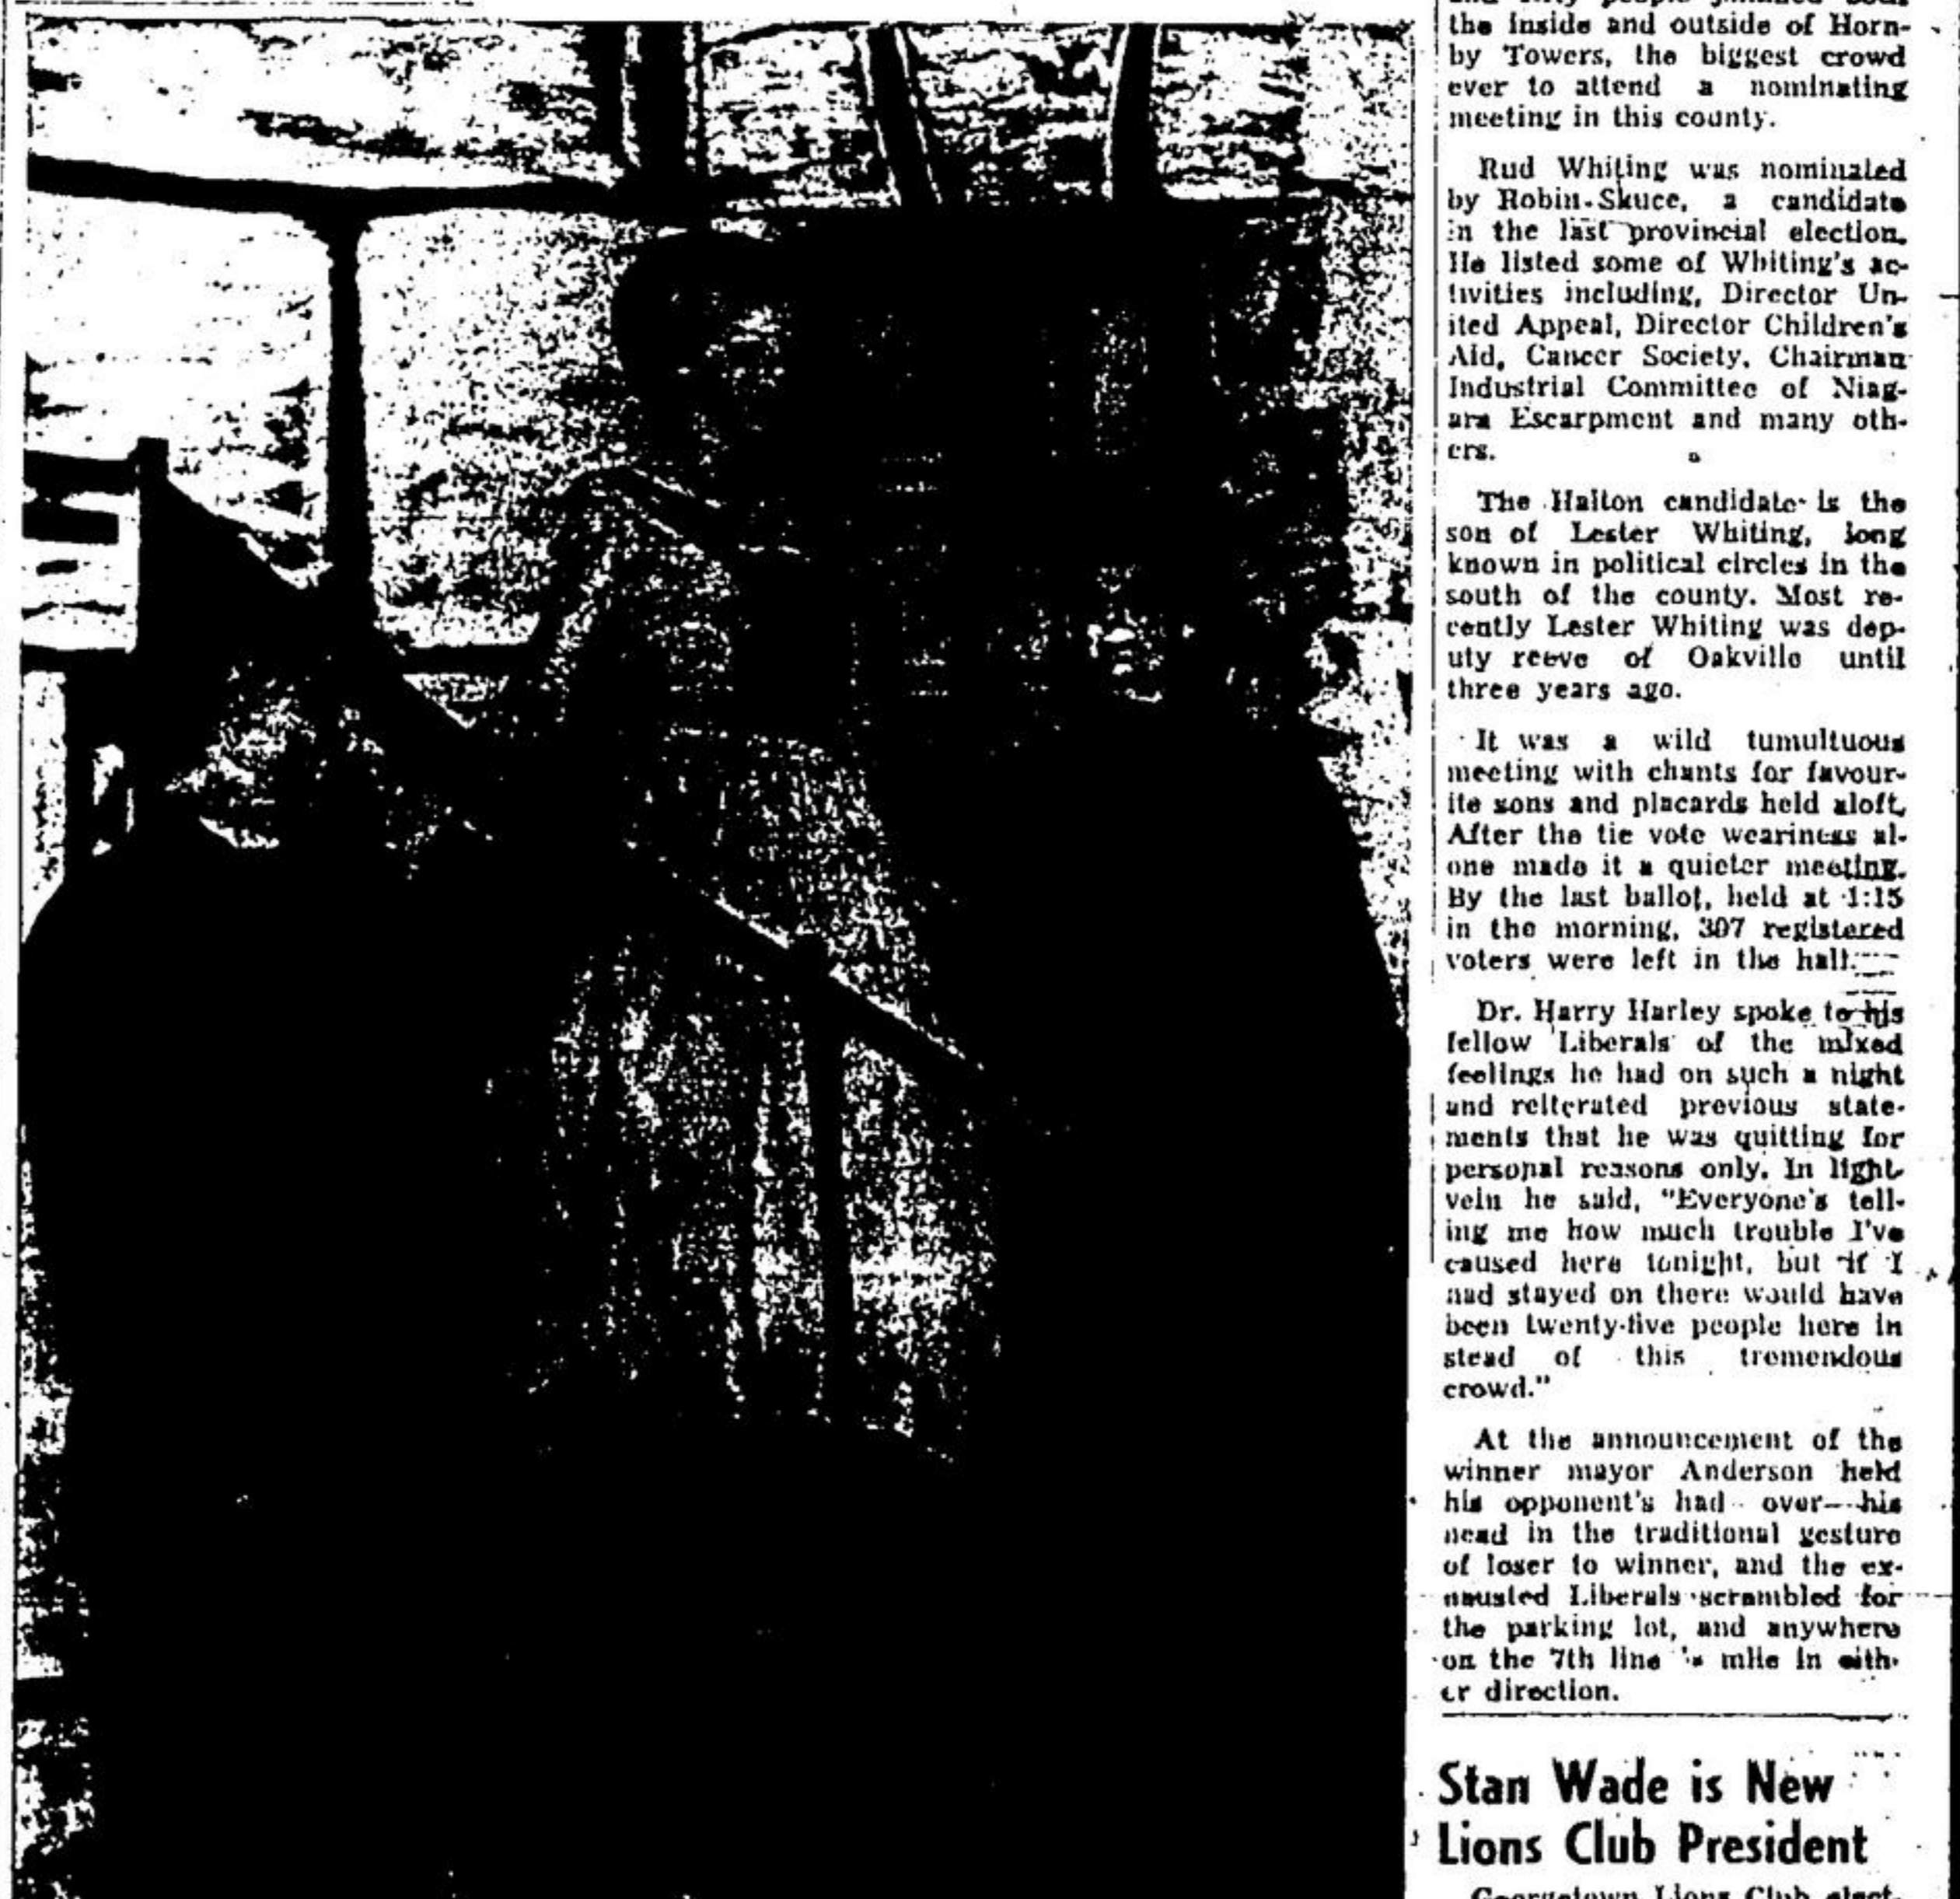 the inside and outside of Horn-
by Towers, the biggest crowd
ever to attend a nominating
meeting in this county.
Rud Whiting was nominated
by Robin Skuce, a candidate
in the last provincial election.
He listed some of Whiting's ac-
tivities including, Director Un-
ited Appeal, Director Children's
Aid, Cancer Society, Chairman
Industrial Committee of Niag-
ara Escarpment and many oth-
ers.
The Halton candidate is the
son of Lester Whiting, long
known in political circles in the
south of the county. Most re-
cently Lester Whiting was dep-
uty reeve of Oakville until
three years ago.
It was a wild tumultuous
meeting with chants for favour-
ite sons and placards held aloft.
After the tie vote weariness al-
one made it a quieter meeting.
By the last ballot, held at 1:15
in the morning, 307 registered
voters were left in the hall.
Dr. Harry Harley spoke to his
fellow Liberals of the mixed
feelings he had on such a night
and reiterated previous state-
ments that he was quitting for
personal reasons only. In light
vein he said, "Everyone's tell-
ing me how much trouble I've
caused here tonight, but if I
had stayed on there would have
been twenty-five people here in
stead of this tremendous
crowd."
At the announcement of the
winner mayor Anderson held
his opponent's had over his
head in the traditional gesture
of loser to winner, and the ex-
hausted Liberals scrambled for
the parking lot, and anywhere
on the 7th line a mile in eith-
er direction.
Stan Wade is New
Lions Club President
Georgetown Lions Club elect-